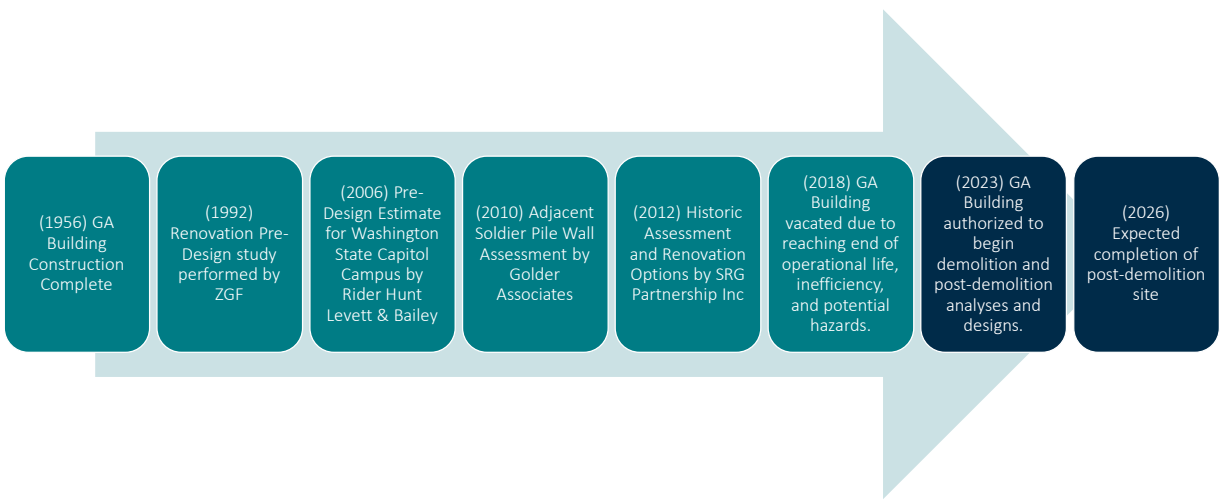 (1956) GA
Building
Construction
Complete
(1992)
Renovation Pre-
Design study
performed by
ZGF
(2006) Pre-
Design Estimate
for Washington
State Capitol
Campus by
Rider Hunt
Levett & Bailey
(2010) Adjacent
Soldier Pile Wall
Assessment by
Golder
Associates
(2012) Historic
Assessment
and Renovation
Options by SRG
Partnership Inc
(2018) GA
Building
vacated due to
reaching end of
operational life,
inefficiency,
and potential
hazards.
(2023) GA
Building
authorized to
begin
demolition and
post-demolition
analyses and
designs.
(2026)
Expected
completion of
post-demolition
site